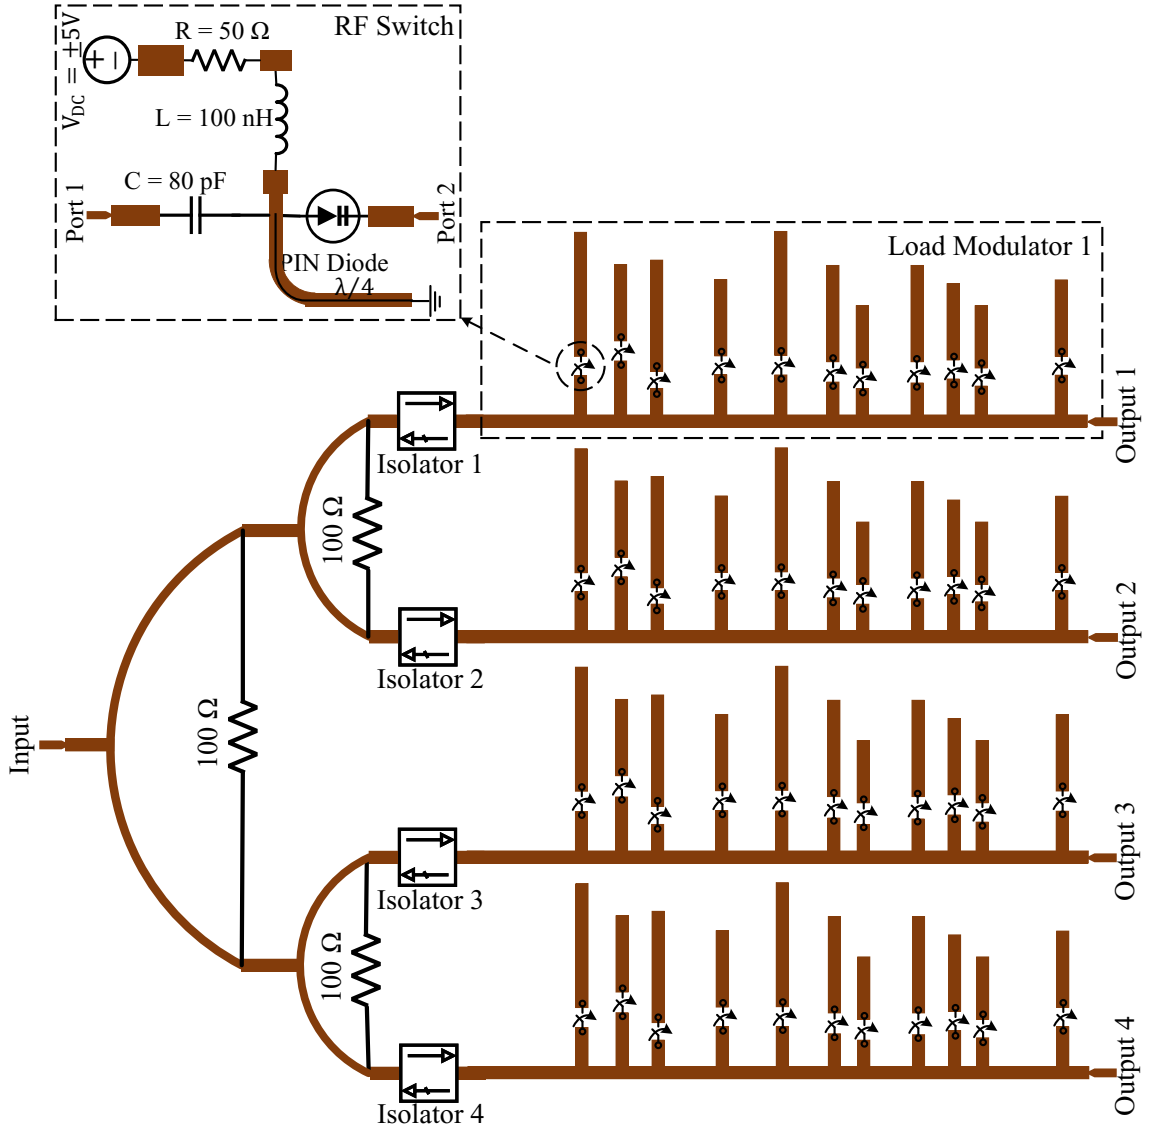 RF Switch
R = 50 Ω
V_DC = ±5V
+ −
L = 100 nH
C = 80 pF
Port 1
Port 2
PIN Diode
λ/4
Load Modulator 1
Output 1
Isolator 1
100 Ω
Output 2
Isolator 2
100 Ω
Input
Output 3
Isolator 3
100 Ω
Output 4
Isolator 4